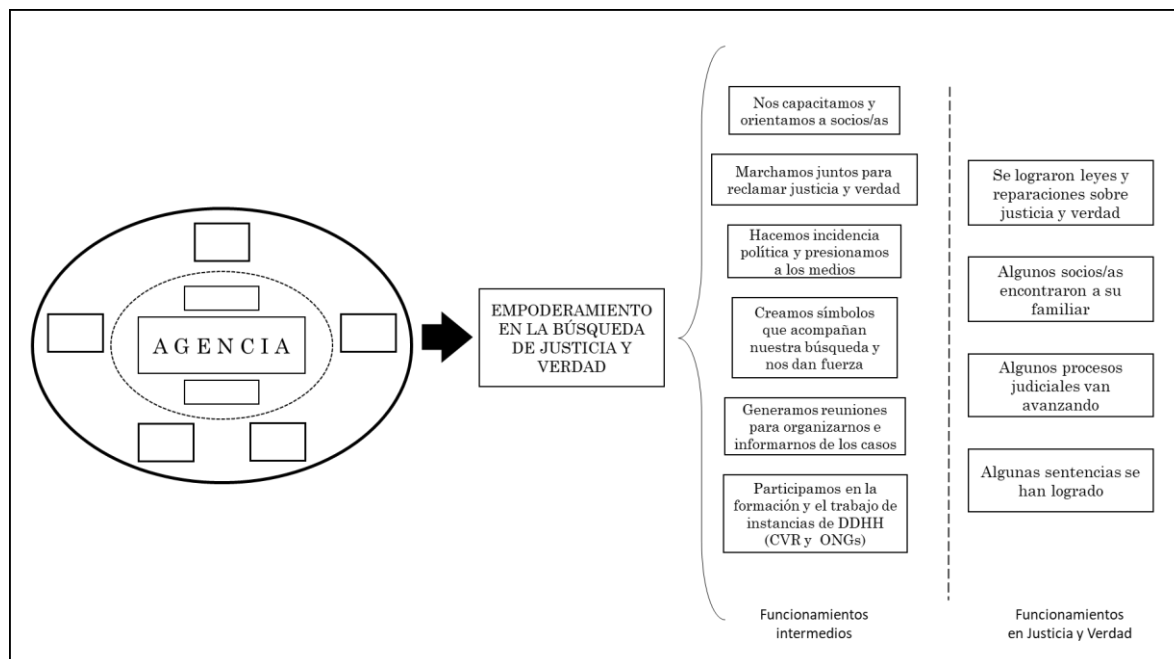 A G E N C I A
EMPODERAMIENTO
EN LA BÚSQUEDA
DE JUSTICIA Y
VERDAD
Nos capacitamos y
orientamos a socios/as
Marchamos juntos para
reclamar justicia y verdad
Hacemos incidencia
política y presionamos
a los medios
Creamos símbolos
que acompañan
nuestra búsqueda y
nos dan fuerza
Generamos reuniones
para organizarnos e
informarnos de los casos
Participamos en la
formación y el trabajo de
instancias de DDHH
(CVR y ONGs)
Funcionamientos
intermedios
Se lograron leyes y
reparaciones sobre
justicia y verdad
Algunos socios/as
encontraron a su
familiar
Algunos procesos
judiciales van
avanzando
Algunas sentencias se
han logrado
Funcionamientos
en Justicia y Verdad